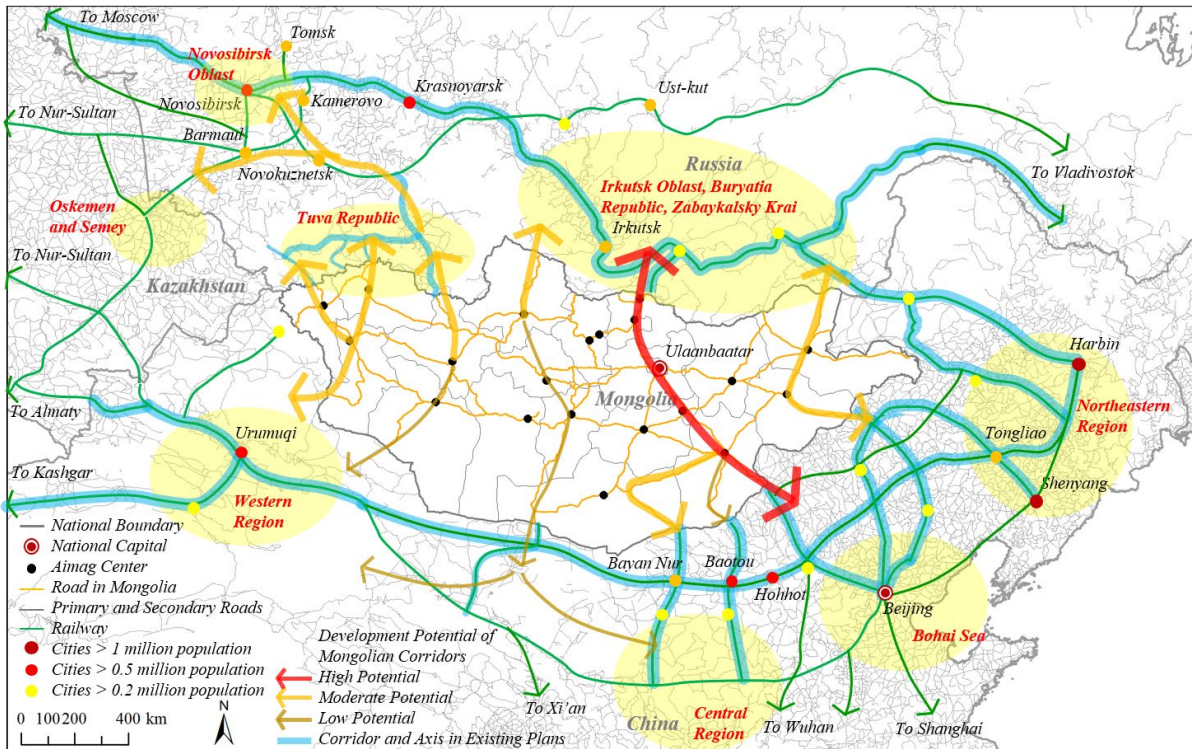 To Moscow
Tomsk
Novosibirsk
Oblast
Novosibirsk
Kamerovo
Krasnoyarsk
Ust-kut
To Nur-Sultan
Barmaul
Novokuznetsk
Russia
To Vladivostok
Irkutsk Oblast, Buryatia
Republic, Zabaykalsky Krai
Irkutsk
Oskemen
and Semey
Tuva Republic
To Nur-Sultan
Kazakhstan
Ulaanbaatar
Mongolia
Harbin
Northeastern
Region
To Almaty
Urumuqi
Tongliao
To Kashgar
Western
Region
Shenyang
Bayan Nur
Baotou
Hohhot
Beijing
Bohai Sea
China
Central
Region
To Xi'an
To Wuhan
To Shanghai
National Boundary
National Capital
Aimag Center
Road in Mongolia
Primary and Secondary Roads
Railway
Cities > 1 million population
Cities > 0.5 million population
Cities > 0.2 million population
0 100 200 400 km
N
Development Potential of
Mongolian Corridors
High Potential
Moderate Potential
Low Potential
Corridor and Axis in Existing Plans